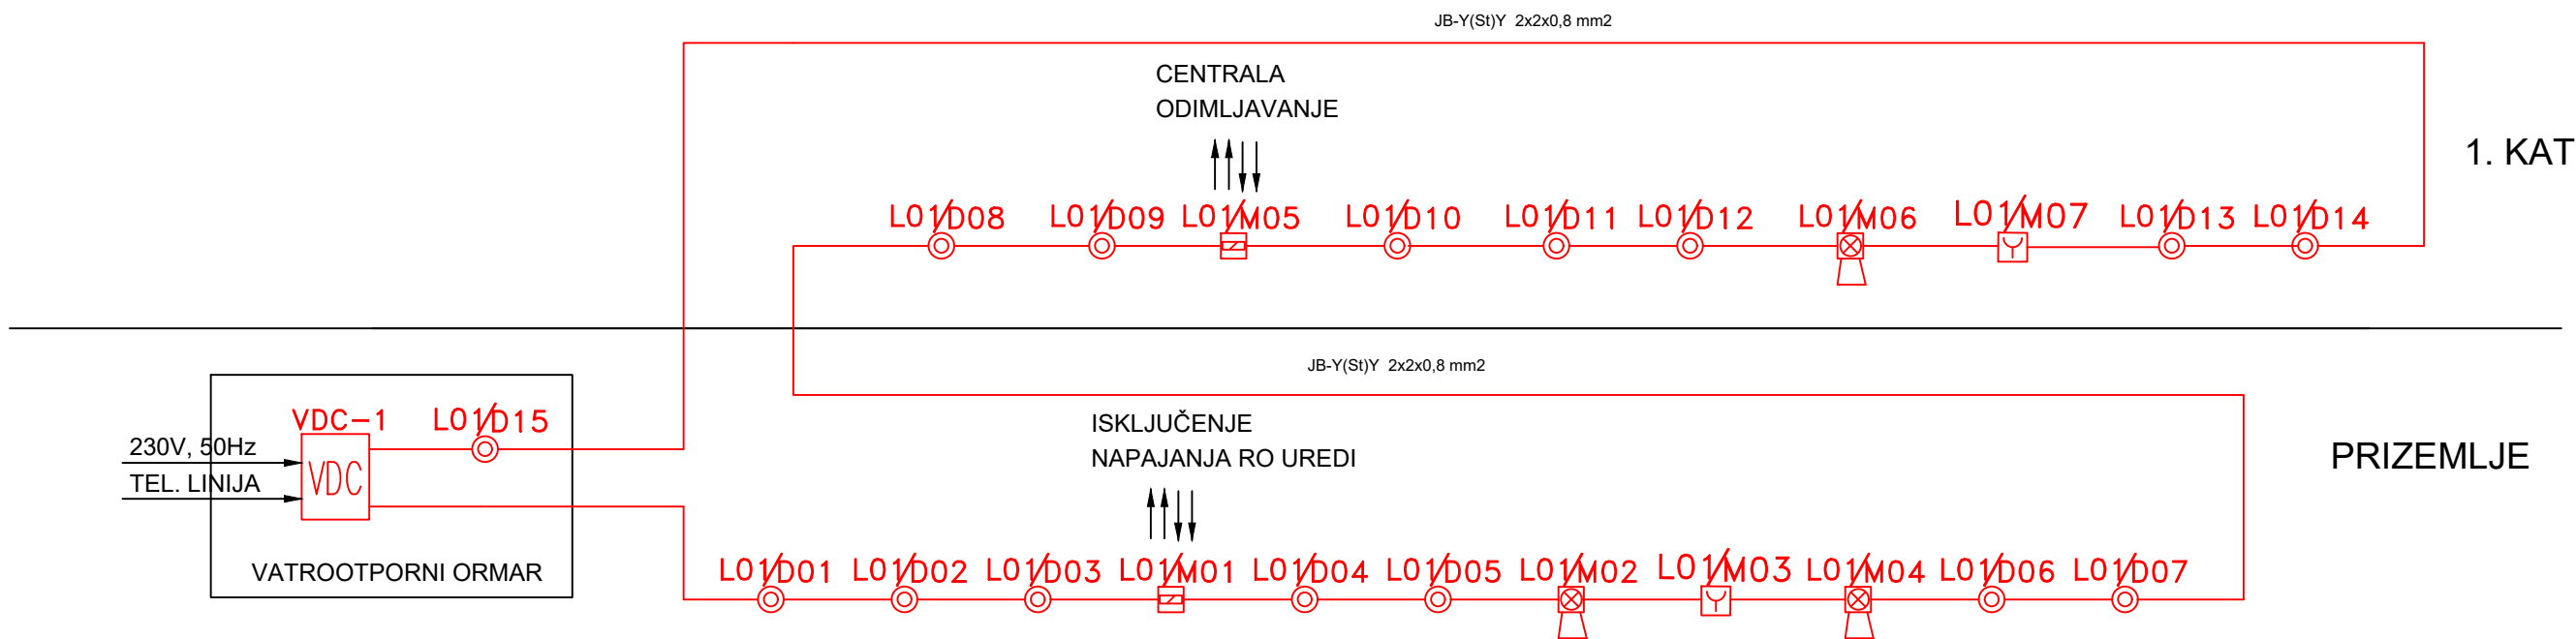 JB-Y(St)Y 2x2x0,8 mm2
CENTRALA
ODIMLJAVANJE
1. KAT
L01/D08 L01/D09 L01/M05 L01/D10 L01/D11 L01/D12 L01/M06 L01/M07 L01/D13 L01/D14
JB-Y(St)Y 2x2x0,8 mm2
VDC-1 L01/D15
230V, 50Hz
VDC
TEL. LINIJA
VATROOTPORNI ORMAR
ISKLJUČENJE
NAPAJANJA RO UREDI
PRIZEMLJE
L01/D01 L01/D02 L01/D03 L01/M01 L01/D04 L01/D05 L01/M02 L01/M03 L01/M04 L01/D06 L01/D07